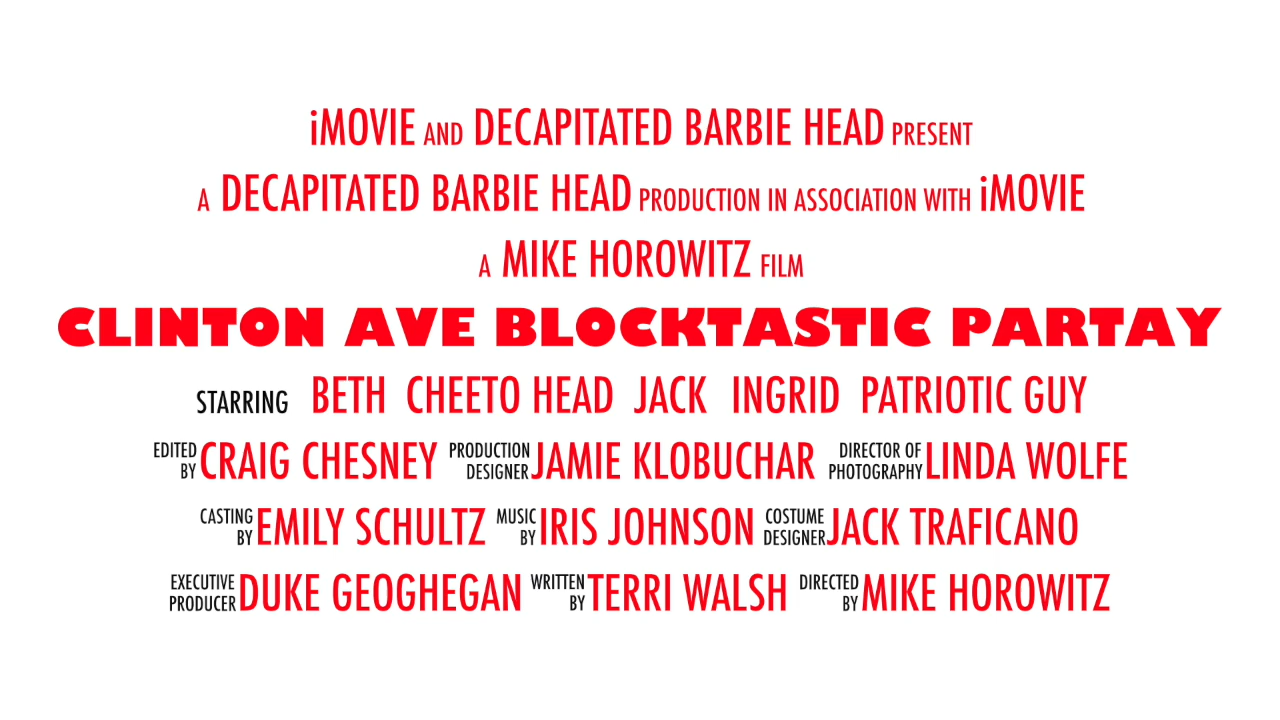 iMOVIE AND DECAPITATED BARBIE HEAD PRESENT
A DECAPITATED BARBIE HEAD PRODUCTION IN ASSOCIATION WITH iMOVIE
A MIKE HOROWITZ FILM
CLINTON AVE BLOCKTASTIC PARTAY
STARRING BETH CHEETO HEAD JACK INGRID PATRIOTIC GUY
EDITED BY CRAIG CHESNEY PRODUCTION DESIGNER JAMIE KLOBUCHAR DIRECTOR OF PHOTOGRAPHY LINDA WOLFE
CASTING BY EMILY SCHULTZ MUSIC BY IRIS JOHNSON COSTUME DESIGNER JACK TRAFICANO
EXECUTIVE PRODUCER DUKE GEOGHEGAN WRITTEN BY TERRI WALSH DIRECTED BY MIKE HOROWITZ